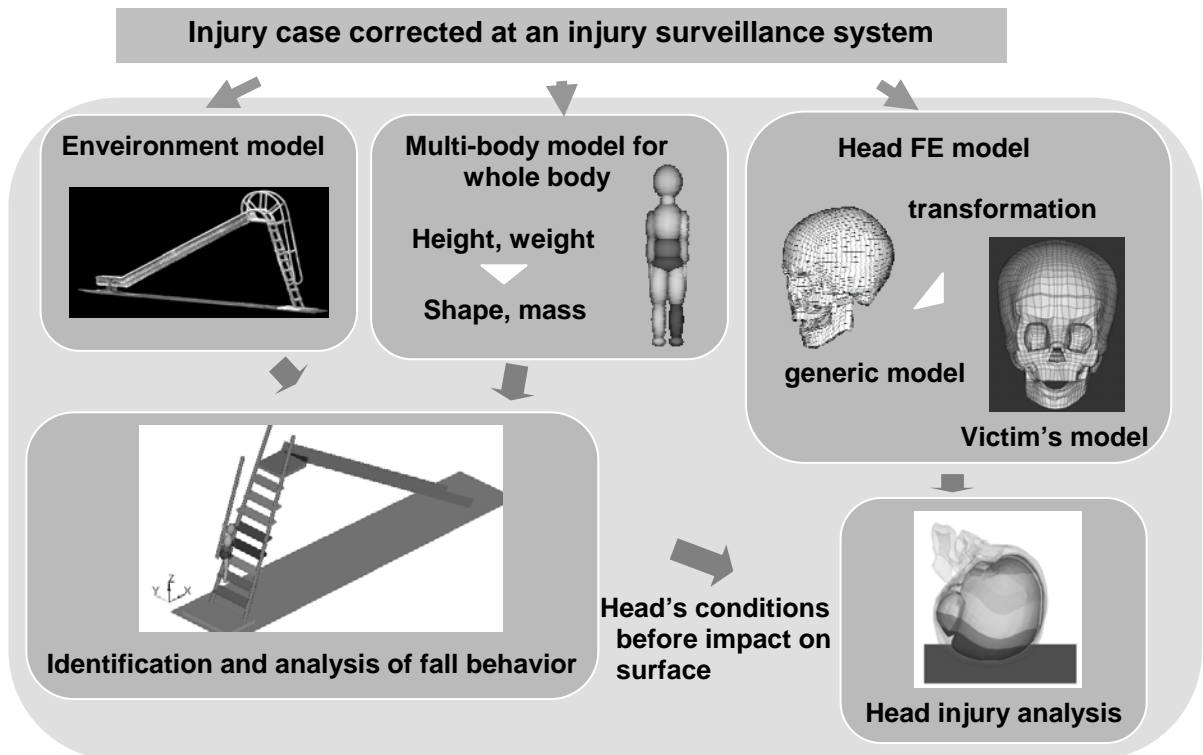 Injury case corrected at an injury surveillance system
Enveironment model
Multi-body model for
whole body
Height, weight
Shape, mass
Head FE model
transformation
generic model
Victim's model
Z
Y
X
Identification and analysis of fall behavior
Head's conditions
before impact on
surface
Head injury analysis